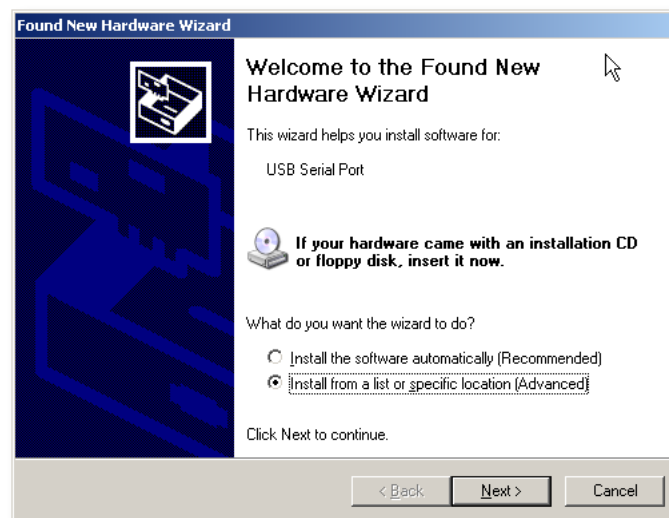 Found New Hardware Wizard
Welcome to the Found New
Hardware Wizard
This wizard helps you install software for:
USB Serial Port
If your hardware came with an installation CD
or floppy disk, insert it now.
What do you want the wizard to do?
Install the software automatically (Recommended)
Install from a list or specific location (Advanced)
Click Next to continue.
< Back
Next >
Cancel